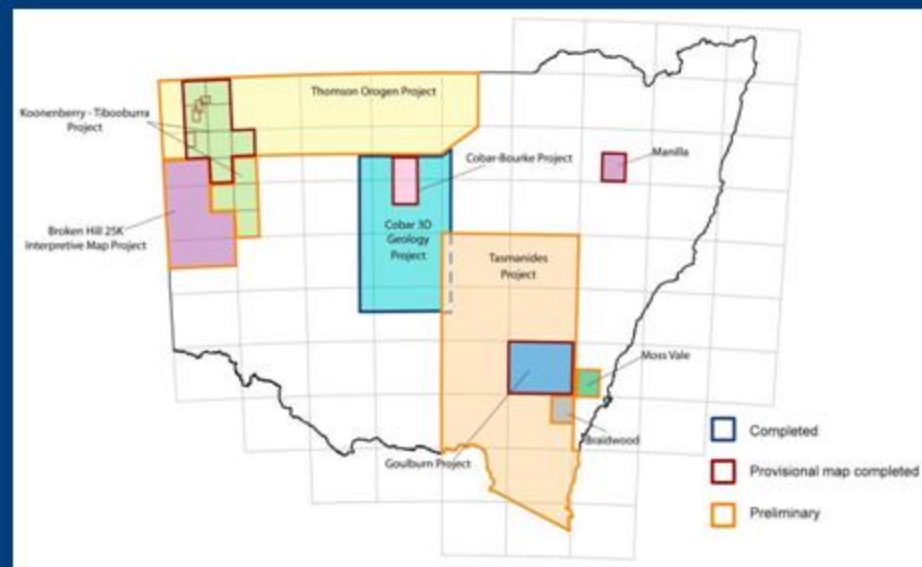 Thomson Orogen Project
Koonenberry - Tibooburra
Project
Cobar-Bourke Project
Manilla
Broken Hill 25K
Interpretive Map Project
Cobar 3D
Geology
Project
Tasmanides
Project
Moss Vale
Braidwood
Goulburn Project
Completed
Provisional map completed
Preliminary